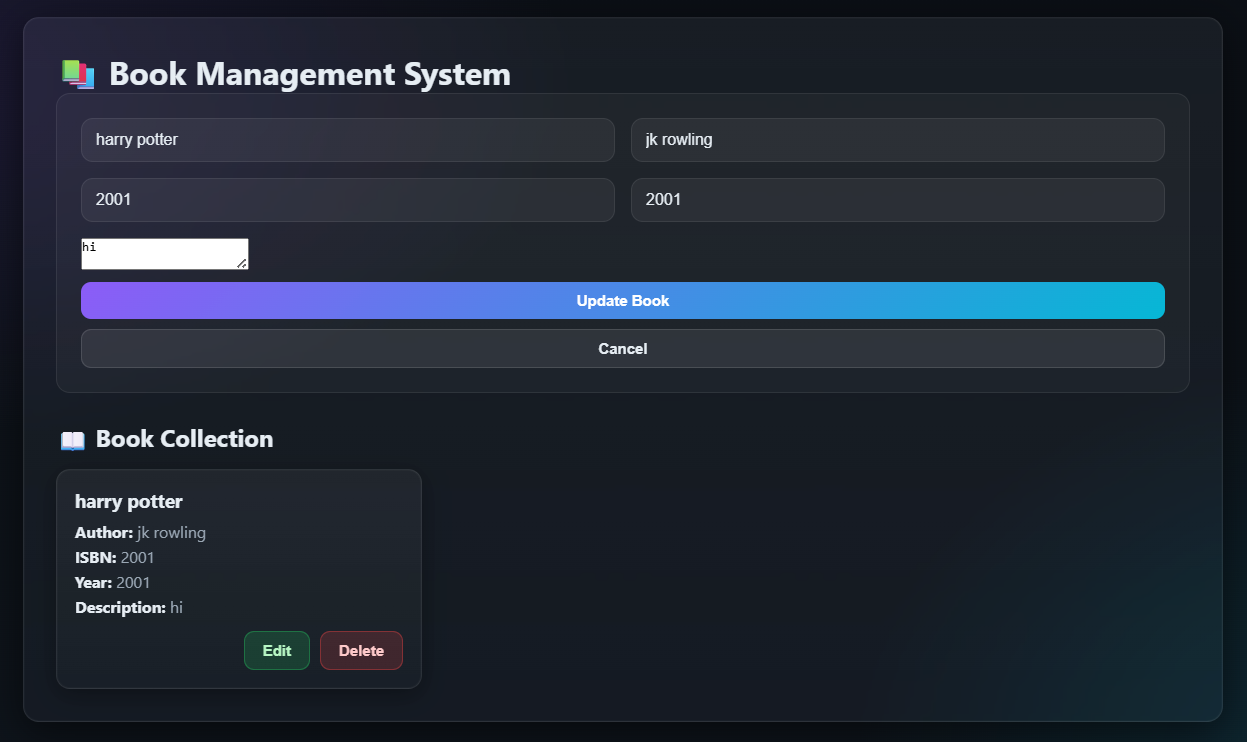 Book Management System
harry potter
jk rowling
2001
2001
hi
Update Book
Cancel
Book Collection
harry potter
Author: jk rowling
ISBN: 2001
Year: 2001
Description: hi
Edit
Delete